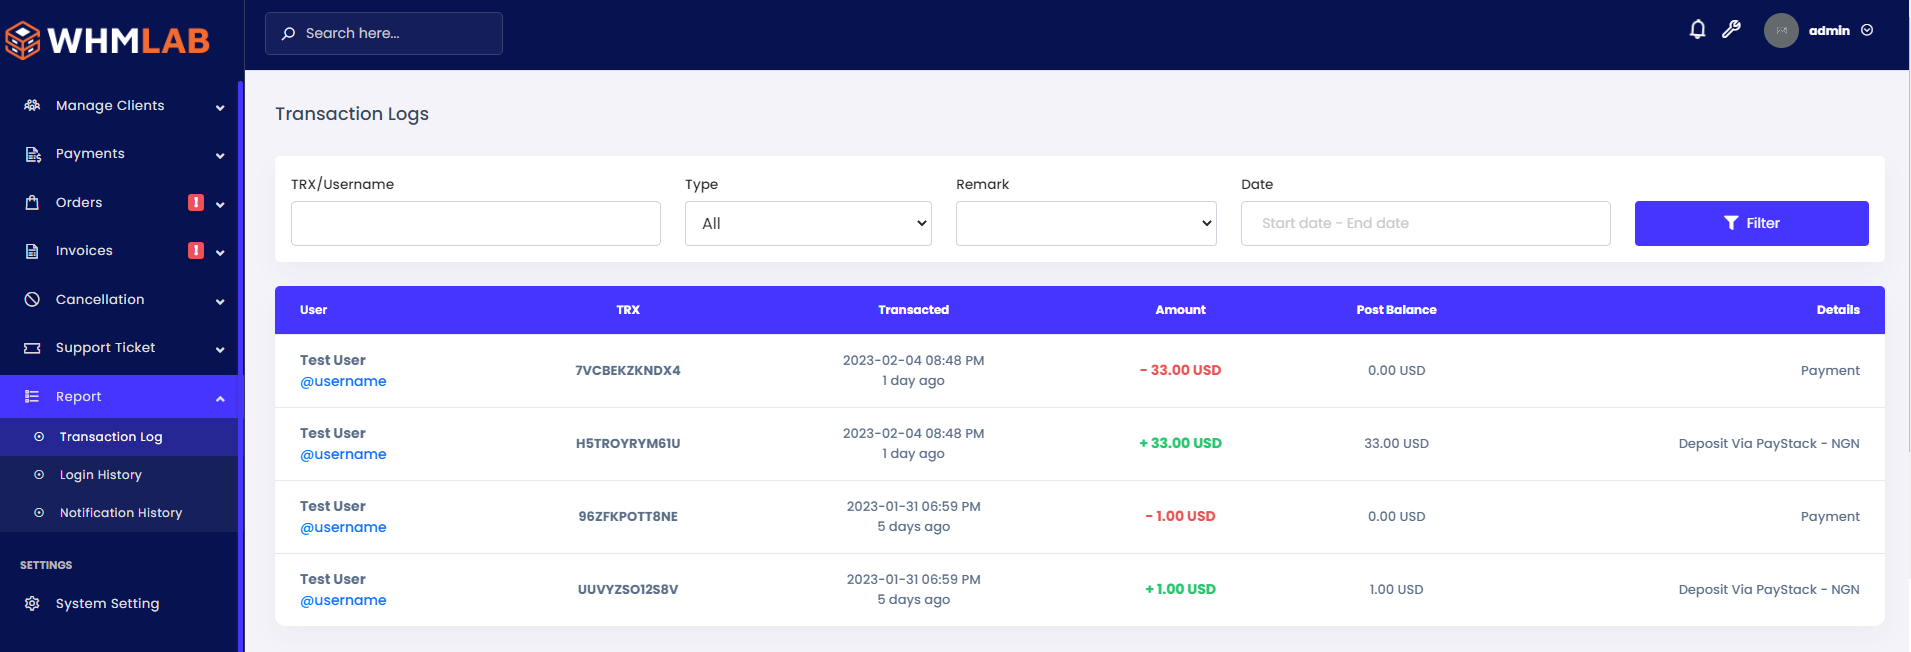 WHMLAB
Search here...
admin
Manage Clients
Payments
Orders
!
Invoices
!
Cancellation
Support Ticket
Report
Transaction Log
Login History
Notification History
SETTINGS
System Setting
Transaction Logs
TRX/Username Type Remark Date
All Start date - End date Filter
User TRX Transacted Amount Post Balance Details
Test User
@username 7VCBEKZKNDX4 2023-02-04 08:48 PM
1 day ago - 33.00 USD 0.00 USD Payment
Test User
@username H5TROYRYM61U 2023-02-04 08:48 PM
1 day ago + 33.00 USD 33.00 USD Deposit Via PayStack - NGN
Test User
@username 96ZFKPOTT8NE 2023-01-31 06:59 PM
5 days ago - 1.00 USD 0.00 USD Payment
Test User
@username UUVYZSO12S8V 2023-01-31 06:59 PM
5 days ago + 1.00 USD 1.00 USD Deposit Via PayStack - NGN